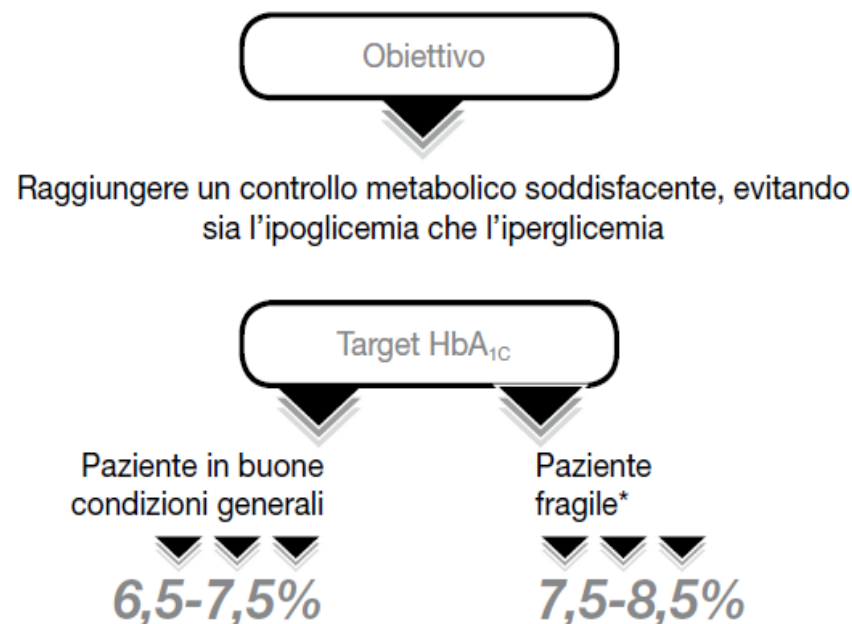 Obiettivo
Raggiungere un controllo metabolico soddisfacente, evitando
sia l'ipoglicemia che l'iperglicemia
Target HbA1C
Paziente in buone
condizioni generali
6,5-7,5%
Paziente
fragile*
7,5-8,5%